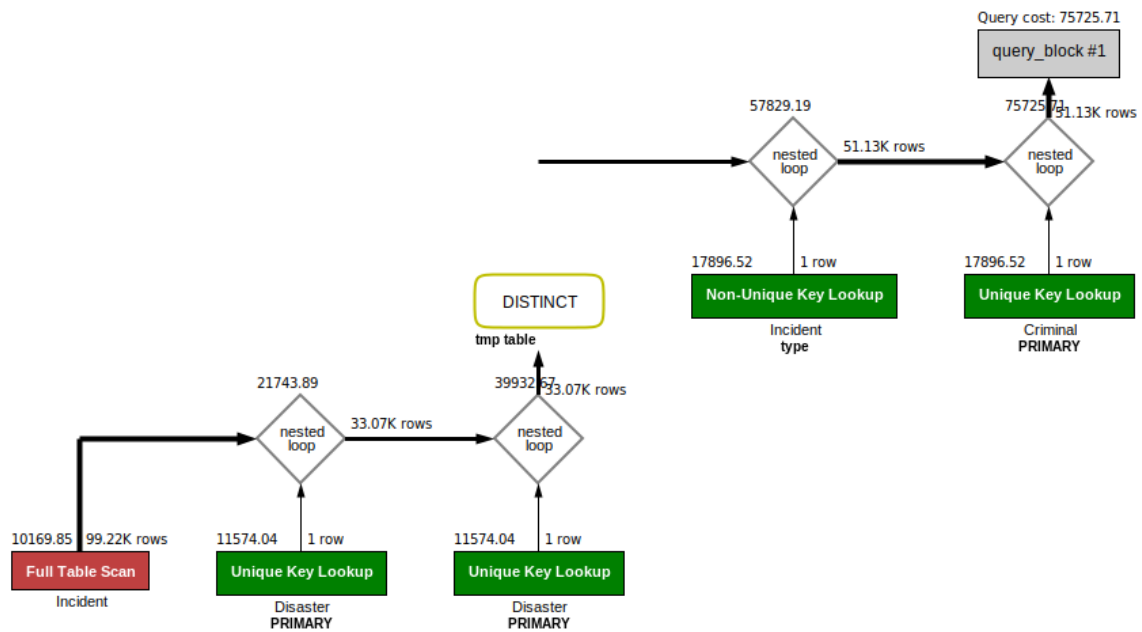 Query cost: 75725.71
query_block #1
57829.19
75725.71
51.13K rows
nested
loop
51.13K rows
nested
loop
17896.52
1 row
17896.52
1 row
Non-Unique Key Lookup
Unique Key Lookup
Incident
type
Criminal
PRIMARY
DISTINCT
tmp table
21743.89
39932.67
33.07K rows
nested
loop
33.07K rows
nested
loop
10169.85
99.22K rows
11574.04
1 row
11574.04
1 row
Full Table Scan
Unique Key Lookup
Unique Key Lookup
Incident
Disaster
PRIMARY
Disaster
PRIMARY